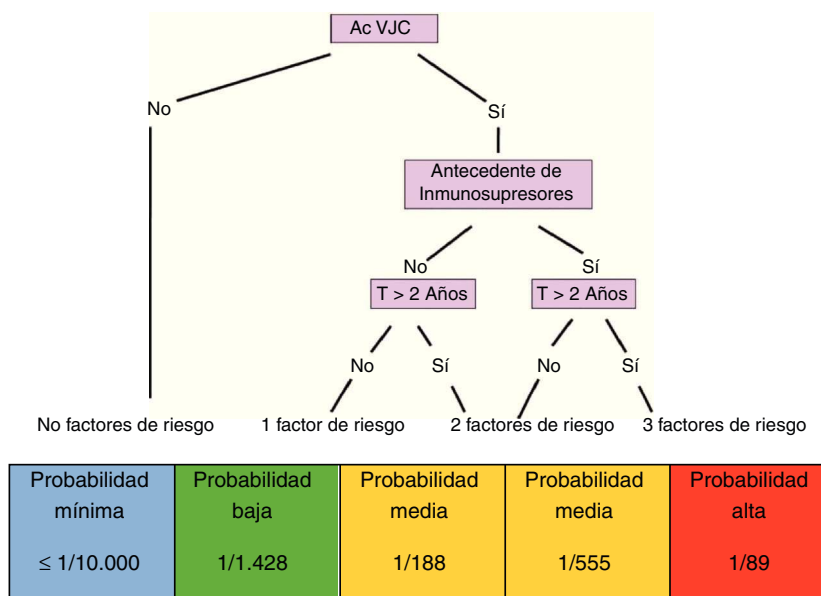 Ac VJC
No
Sí
Antecedente de
Inmunosupresores
No
Sí
T > 2 Años
T > 2 Años
No
Sí
No
Sí
No factores de riesgo
1 factor de riesgo
2 factores de riesgo
3 factores de riesgo
Probabilidad
mínima
≤ 1/10.000
Probabilidad
baja
1/1.428
Probabilidad
media
1/188
Probabilidad
media
1/555
Probabilidad
alta
1/89